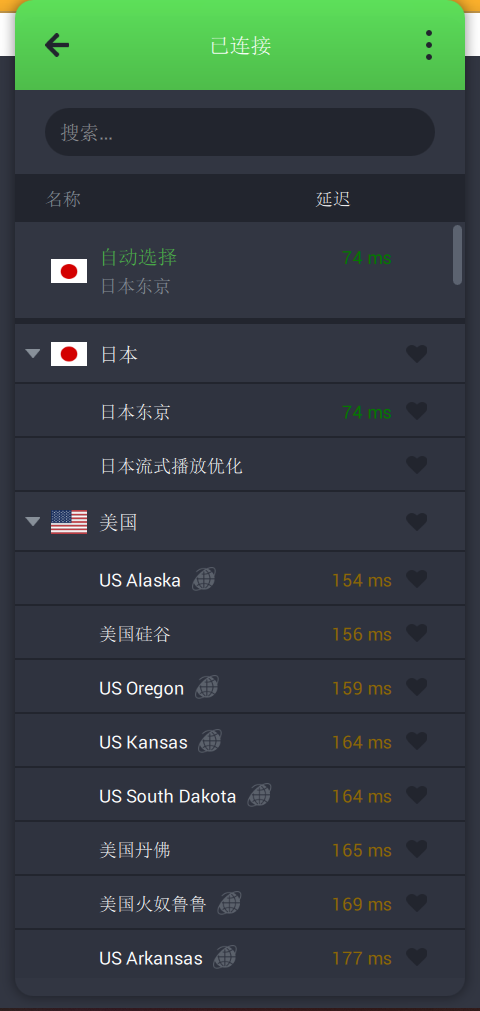 已连接
搜索...
名称 延迟
自动选择 74 ms
日本东京
日本
日本东京 74 ms
日本流式播放优化
美国
US Alaska 154 ms
美国硅谷 156 ms
US Oregon 159 ms
US Kansas 164 ms
US South Dakota 164 ms
美国丹佛 165 ms
美国火奴鲁鲁 169 ms
US Arkansas 177 ms